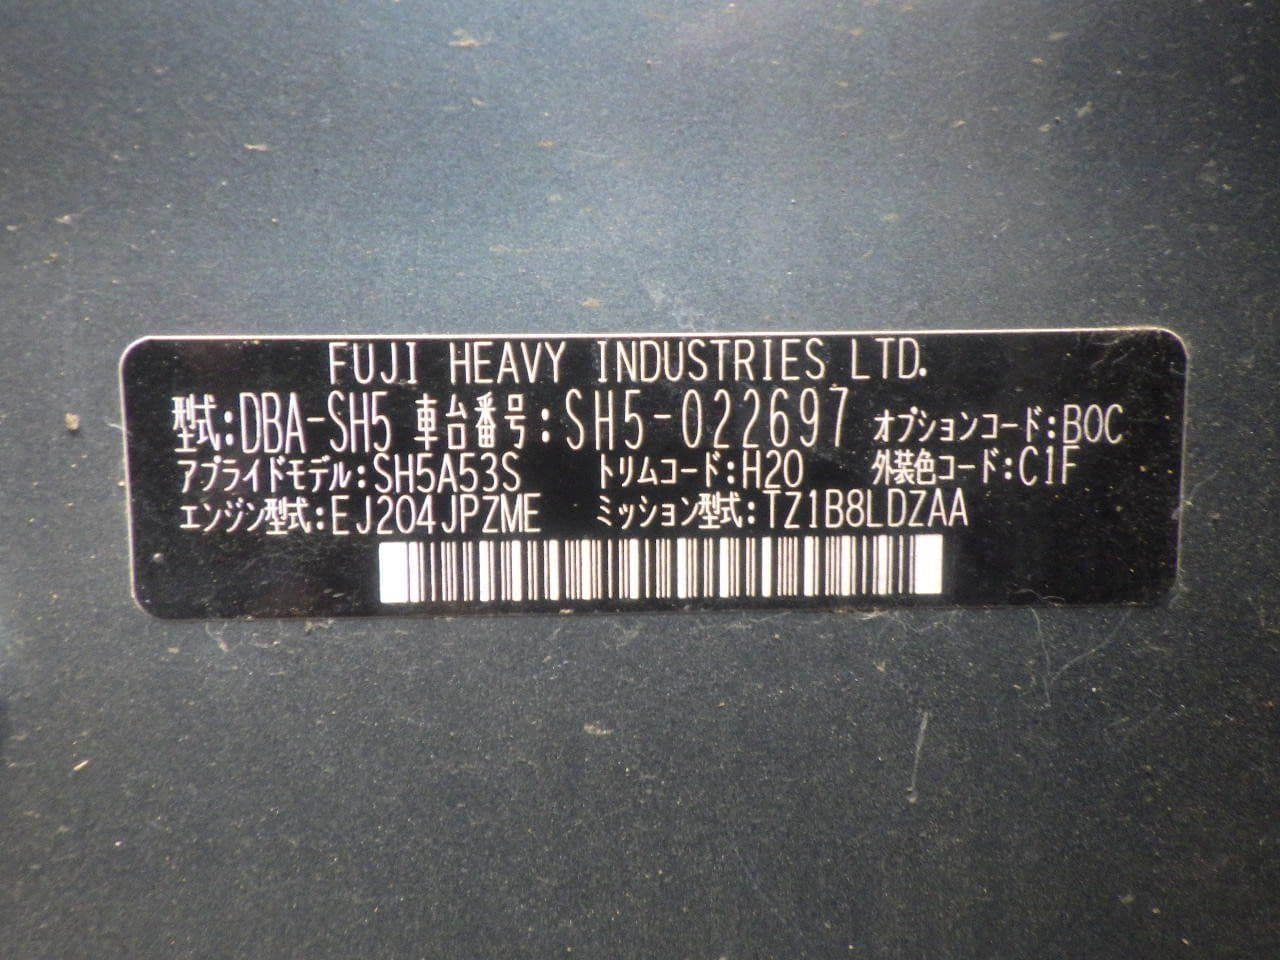 FUJI HEAVY INDUSTRIES LTD.
型式:DBA-SH5 車台番号:SH5-022697 オプションコード:B0C
アプライドモデル:SH5A53S トリムコード:H20 外装色コード:C1F
エンジン型式:EJ204JPZME ミッション型式:TZ1B8LDZAA